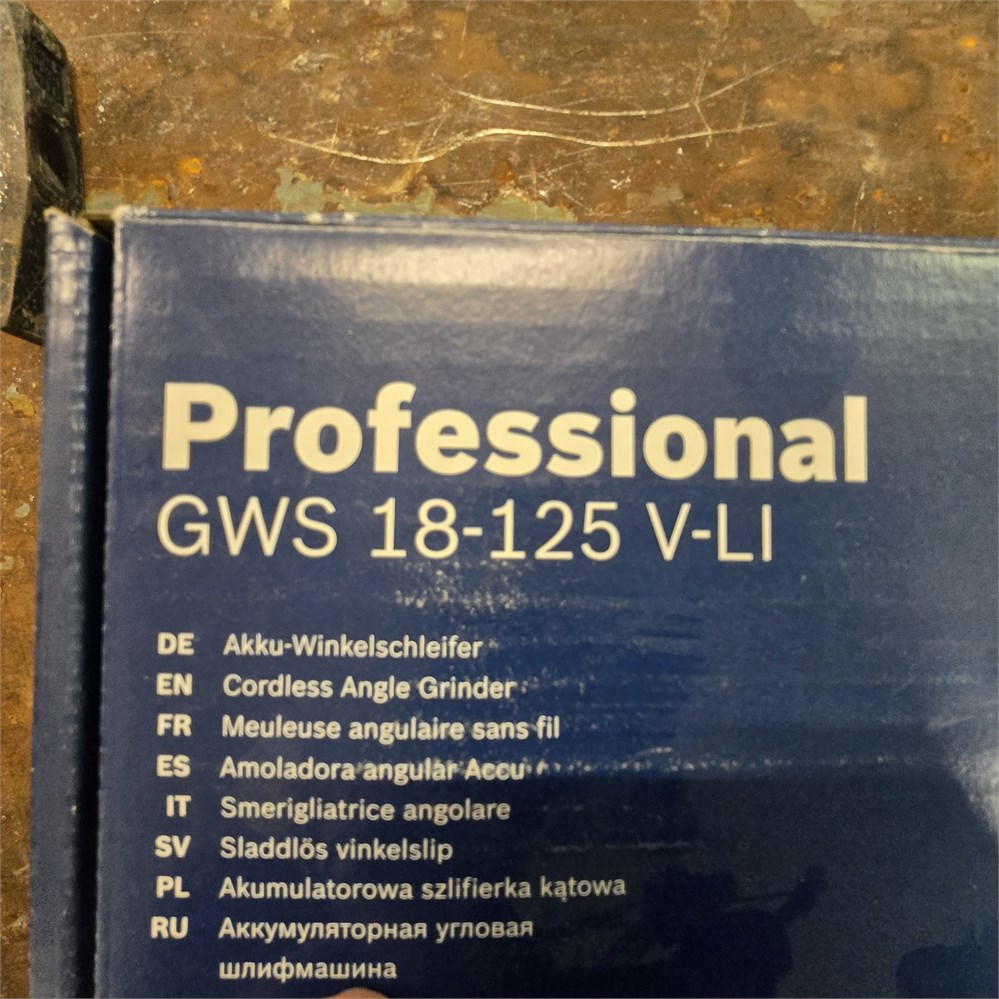 Professional
GWS 18-125 V-LI
DE Akku-Winkelschleifer
EN Cordless Angle Grinder
FR Meuleuse angulaire sans fil
ES Amoladora angular Accu
IT Smerigliatrice angolare
SV Sladdlös vinkelslip
PL Akumulatorowa szlifierka kątowa
RU Аккумуляторная угловая
шлифмашина